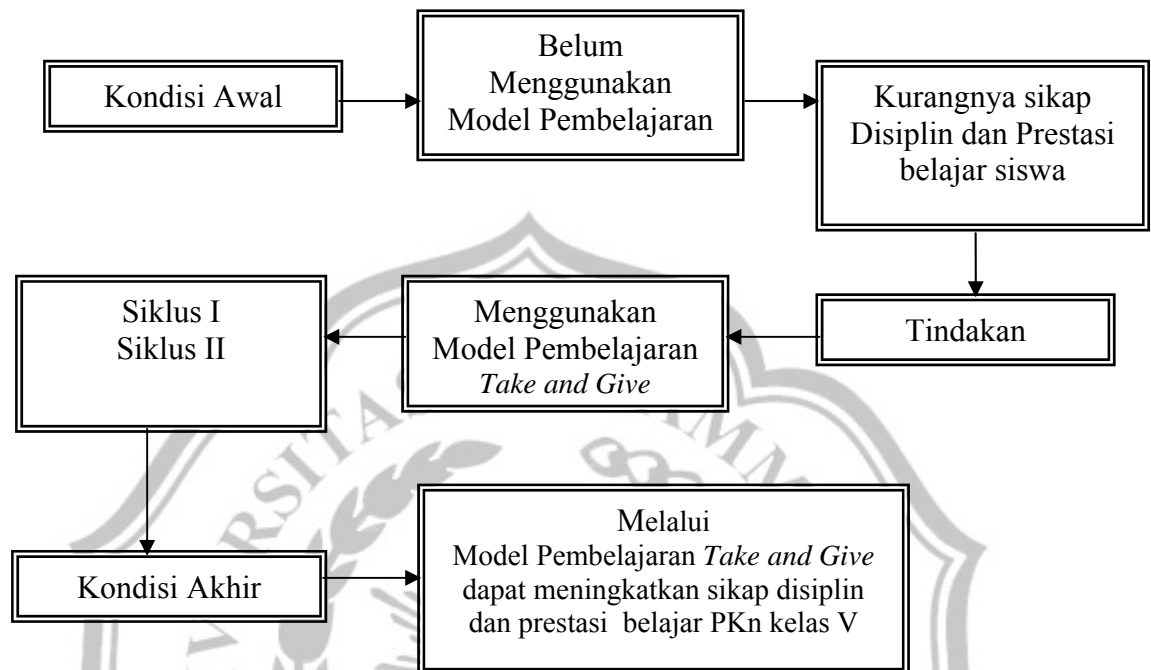 Kondisi Awal
Belum
Menggunakan
Model Pembelajaran
Kurangnya sikap
Disiplin dan Prestasi
belajar siswa
Tindakan
Menggunakan
Model Pembelajaran
Take and Give
Siklus I
Siklus II
Kondisi Akhir
Melalui
Model Pembelajaran Take and Give
dapat meningkatkan sikap disiplin
dan prestasi belajar PKn kelas V